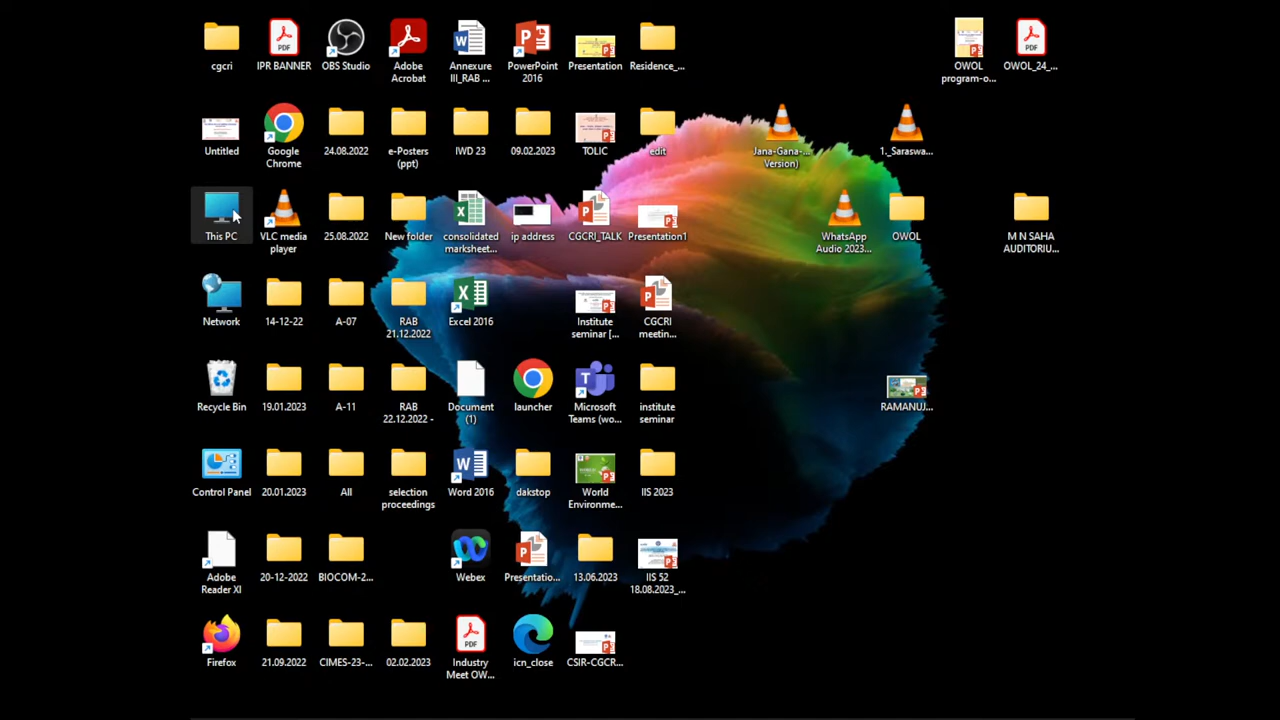 cgcri
IPR BANNER
OBS Studio
Adobe
Acrobat
Annexure
III_RAB ...
PowerPoint
2016
Presentation
Residence_...
OWOL
program-o...
OWOL_24_...
Untitled
Google
Chrome
24.08.2022
e-Posters
(ppt)
IWD 23
09.02.2023
TOLIC
edit
Jana-Gana-...
Version)
1._Saraswa...
This PC
VLC media
player
25.08.2022
New folder
consolidated
marksheet...
ip address
CGCRI_TALK
Presentation1
WhatsApp
Audio 2023...
OWOL
M N SAHA
AUDITORIU...
Network
14-12-22
A-07
RAB
21.12.2022
Excel 2016
Institute
seminar [...
CGCRI
meetin...
Recycle Bin
19.01.2023
A-11
RAB
22.12.2022 -
Document
(1)
launcher
Microsoft
Teams (wo...
institute
seminar
RAMANUJ...
Control Panel
20.01.2023
All
selection
proceedings
Word 2016
dakstop
World
Environme...
IIS 2023
Adobe
Reader XI
20-12-2022
BIOCOM-2...
Webex
Presentatio...
13.06.2023
IIS 52
18.08.2023_...
Firefox
21.09.2022
CIMES-23-...
02.02.2023
PDF
Industry
Meet OW...
icn_close
CSIR-CGCR...